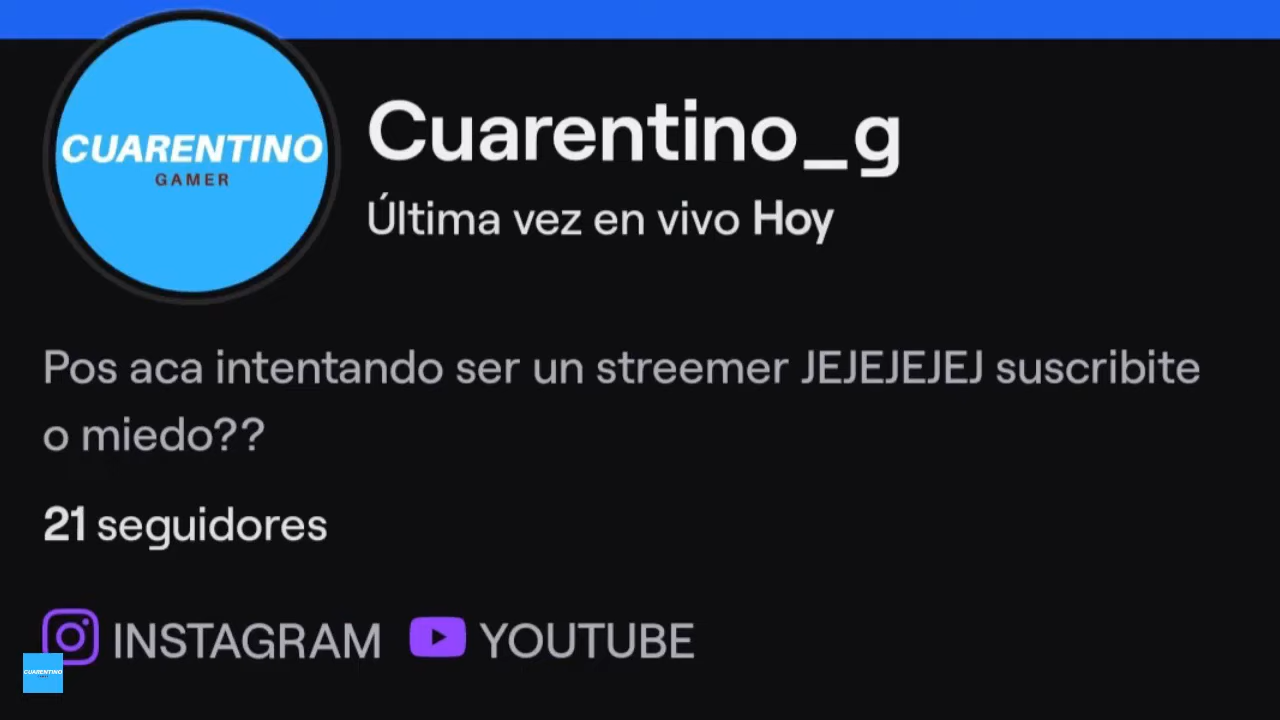 CUARENTINO
GAMER
Cuarentino_g
Última vez en vivo Hoy
Pos aca intentando ser un streemer JEJEJEJEJ suscribite
o miedo??
21 seguidores
INSTAGRAM YOUTUBE
CUARENTINO